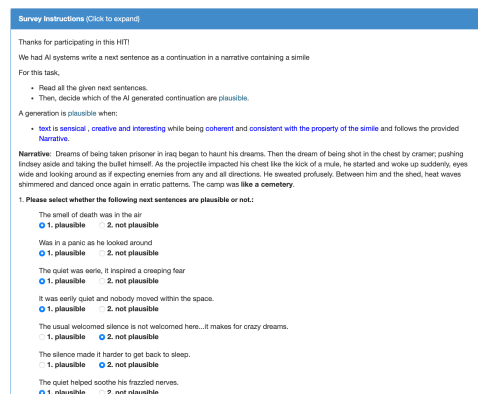 Survey Instructions (Click to expand)
Thanks for participating in this HIT!
We had AI systems write a next sentence as a continuation in a narrative containing a simile
For this task,
• Read all the given next sentences.
• Then, decide which of the AI generated continuation are plausible.
A generation is plausible when:
• text is sensical , creative and interesting while being coherent and consistent with the property of the simile and follows the provided
Narrative.
Narrative: Dreams of being taken prisoner in iraq began to haunt his dreams. Then the dream of being shot in the chest by cramer; pushing
lindsey aside and taking the bullet himself. As the projectile impacted his chest like the kick of a mule, he started and woke up suddenly, eyes
wide and looking around as if expecting enemies from any and all directions. He sweated profusely. Between him and the shed, heat waves
shimmered and danced once again in erratic patterns. The camp was like a cemetery.
1. Please select whether the following next sentences are plausible or not.:
The smell of death was in the air
1. plausible 2. not plausible
Was in a panic as he looked around
1. plausible 2. not plausible
The quiet was eerie, it inspired a creeping fear
1. plausible 2. not plausible
It was eerily quiet and nobody moved within the space.
1. plausible 2. not plausible
The usual welcomed silence is not welcomed here...it makes for crazy dreams.
1. plausible 2. not plausible
The silence made it harder to get back to sleep.
1. plausible 2. not plausible
The quiet helped soothe his frazzled nerves.
1. plausible 2. not plausible